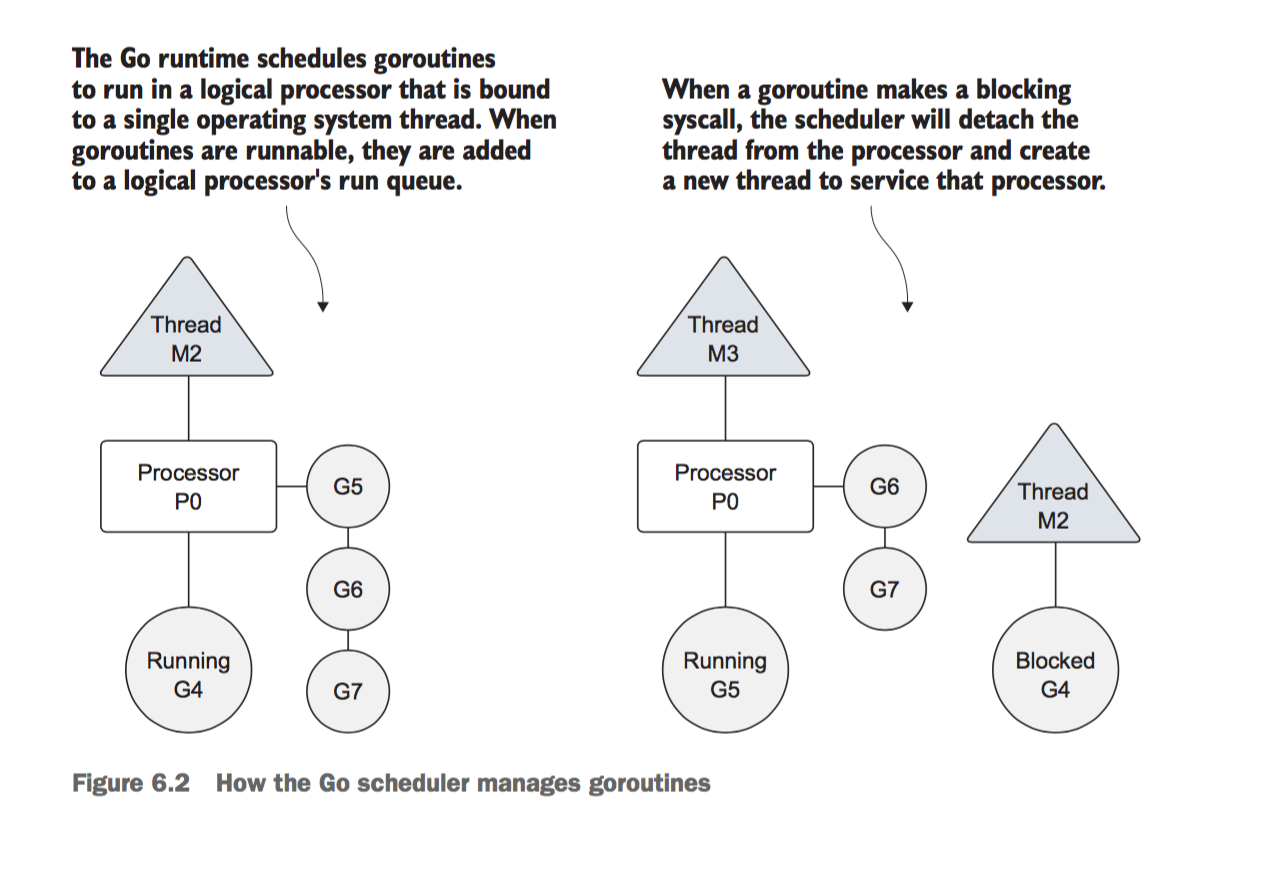 The Go runtime schedules goroutines
to run in a logical processor that is bound
to a single operating system thread. When
goroutines are runnable, they are added
to a logical processor's run queue.
When a goroutine makes a blocking
syscall, the scheduler will detach the
thread from the processor and create
a new thread to service that processor.
Thread
M2
Processor
P0
G5
G6
G7
Running
G4
Thread
M3
Processor
P0
G6
G7
Running
G5
Thread
M2
Blocked
G4
Figure 6.2 How the Go scheduler manages goroutines